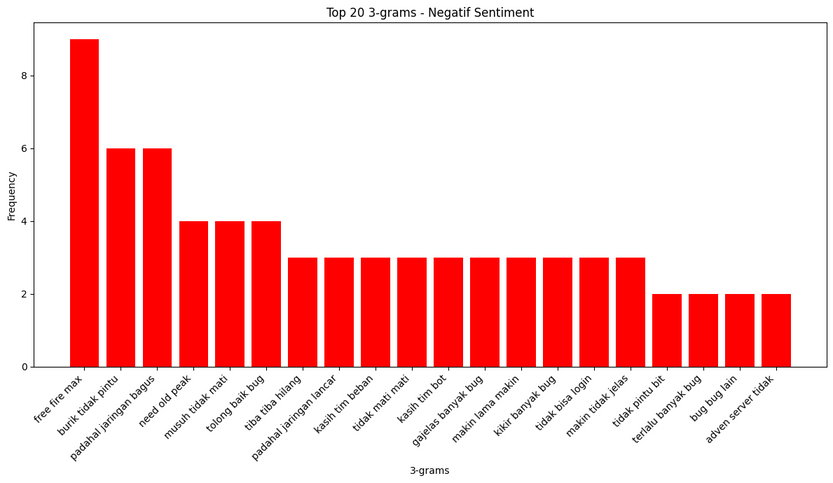 Top 20 3-grams - Negatif Sentiment
Frequency
8
6
4
2
0
free fire max
burik tidak pintu
padahal jaringan bagus
need old peak
musuh tidak mati
tolong baik bug
tiba tiba hilang
padahal jaringan lancar
kasih tim beban
tidak mati mati
kasih tim bot
gajelas banyak bug
makin lama makin
kikir banyak bug
tidak bisa login
makin tidak jelas
tidak pintu bit
terlalu banyak bug
bug bug lain
adven server tidak
3-grams